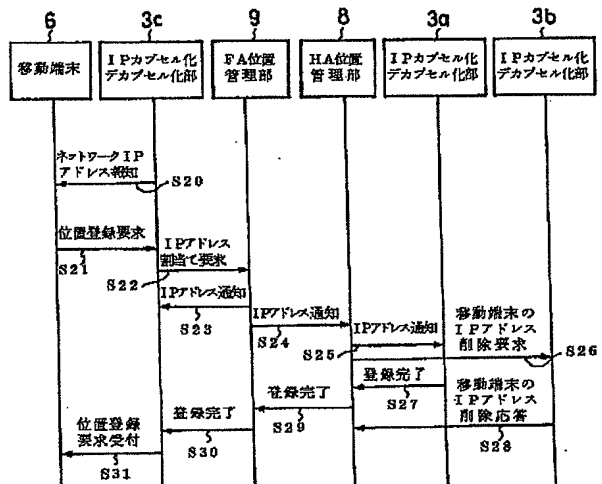 6
3c
9
8
3a
3b
移動端末
IPカプセル化
デカプセル化部
FA位置
管理部
HA位置
管理部
IPカプセル化
デカプセル化部
IPカプセル化
デカプセル化部
ネットワークIP
アドレス報知
S20
位置登録要求
S21
IPアドレス
割当て要求
S22
IPアドレス通知
S23
IPアドレス通知
S24
IPアドレス通知
S25
移動端末の
IPアドレス
削除要求
S26
登録完了
S27
移動端末の
IPアドレス
削除応答
S28
登録完了
S29
登録完了
S30
位置登録
要求受付
S31